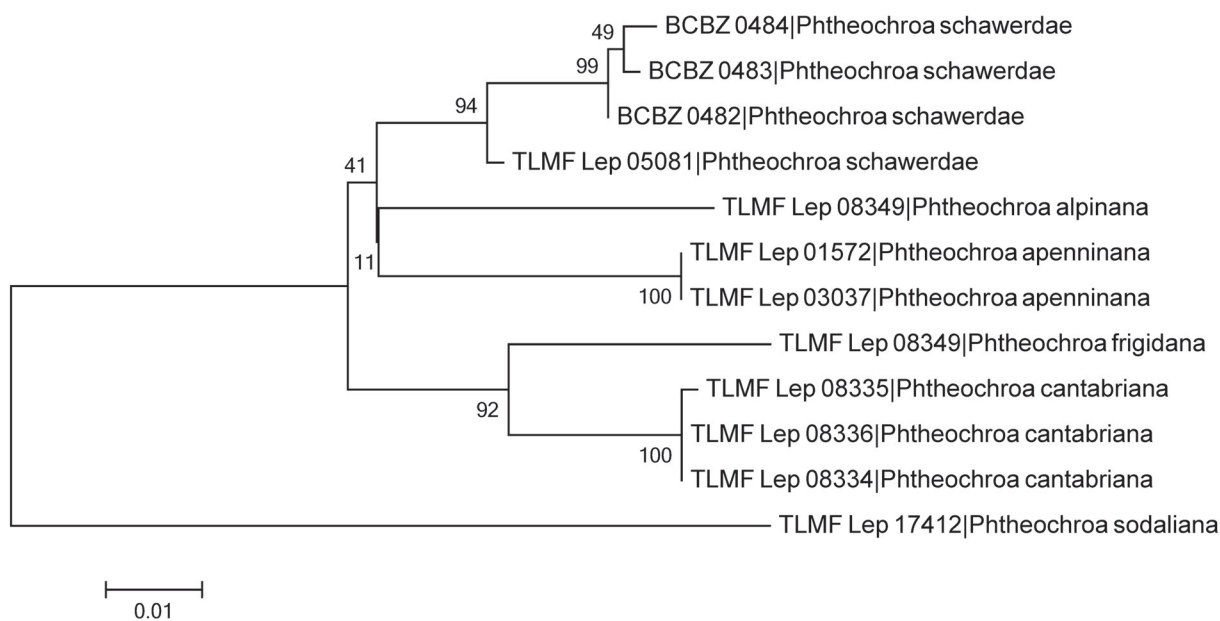 49
BCBZ 0484|Phtheochroa schawerdae
99
BCBZ 0483|Phtheochroa schawerdae
94
BCBZ 0482|Phtheochroa schawerdae
41
TLMF Lep 05081|Phtheochroa schawerdae
TLMF Lep 08349|Phtheochroa alpinana
11
TLMF Lep 01572|Phtheochroa apenninana
100
TLMF Lep 03037|Phtheochroa apenninana
TLMF Lep 08349|Phtheochroa frigidana
92
TLMF Lep 08335|Phtheochroa cantabriana
TLMF Lep 08336|Phtheochroa cantabriana
100
TLMF Lep 08334|Phtheochroa cantabriana
TLMF Lep 17412|Phtheochroa sodaliana
0.01